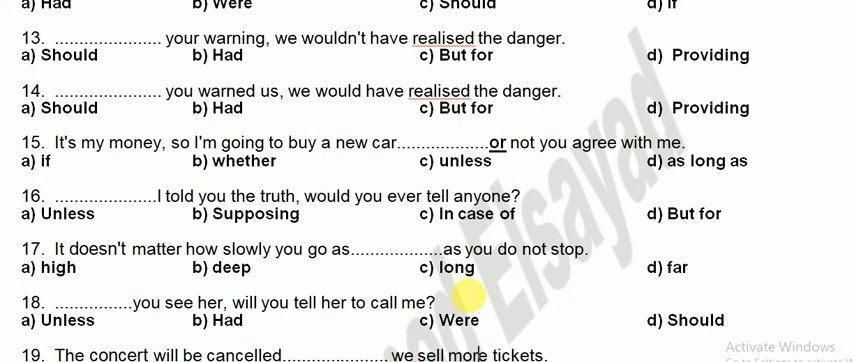 a) Had b) Were c) Should d) If
13. ...................... your warning, we wouldn't have realised the danger.
a) Should b) Had c) But for d) Providing
14. ...................... you warned us, we would have realised the danger.
a) Should b) Had c) But for d) Providing
15. It's my money, so I'm going to buy a new car...................or not you agree with me.
a) if b) whether c) unless d) as long as
16. .....................I told you the truth, would you ever tell anyone?
a) Unless b) Supposing c) In case of d) But for
17. It doesn't matter how slowly you go as...................as you do not stop.
a) high b) deep c) long d) far
18. ................you see her, will you tell her to call me?
a) Unless b) Had c) Were d) Should
19. The concert will be cancelled...................... we sell more tickets.
Elsayad
Activate Windows